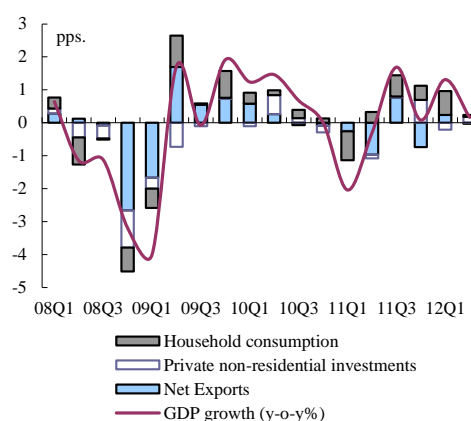 pps.
3
2
1
0
-1
-2
-3
-4
-5
08Q1 08Q3 09Q1 09Q3 10Q1 10Q3 11Q1 11Q3 12Q1
Household consumption
Private non-residential investments
Net Exports
GDP growth (y-o-y%)